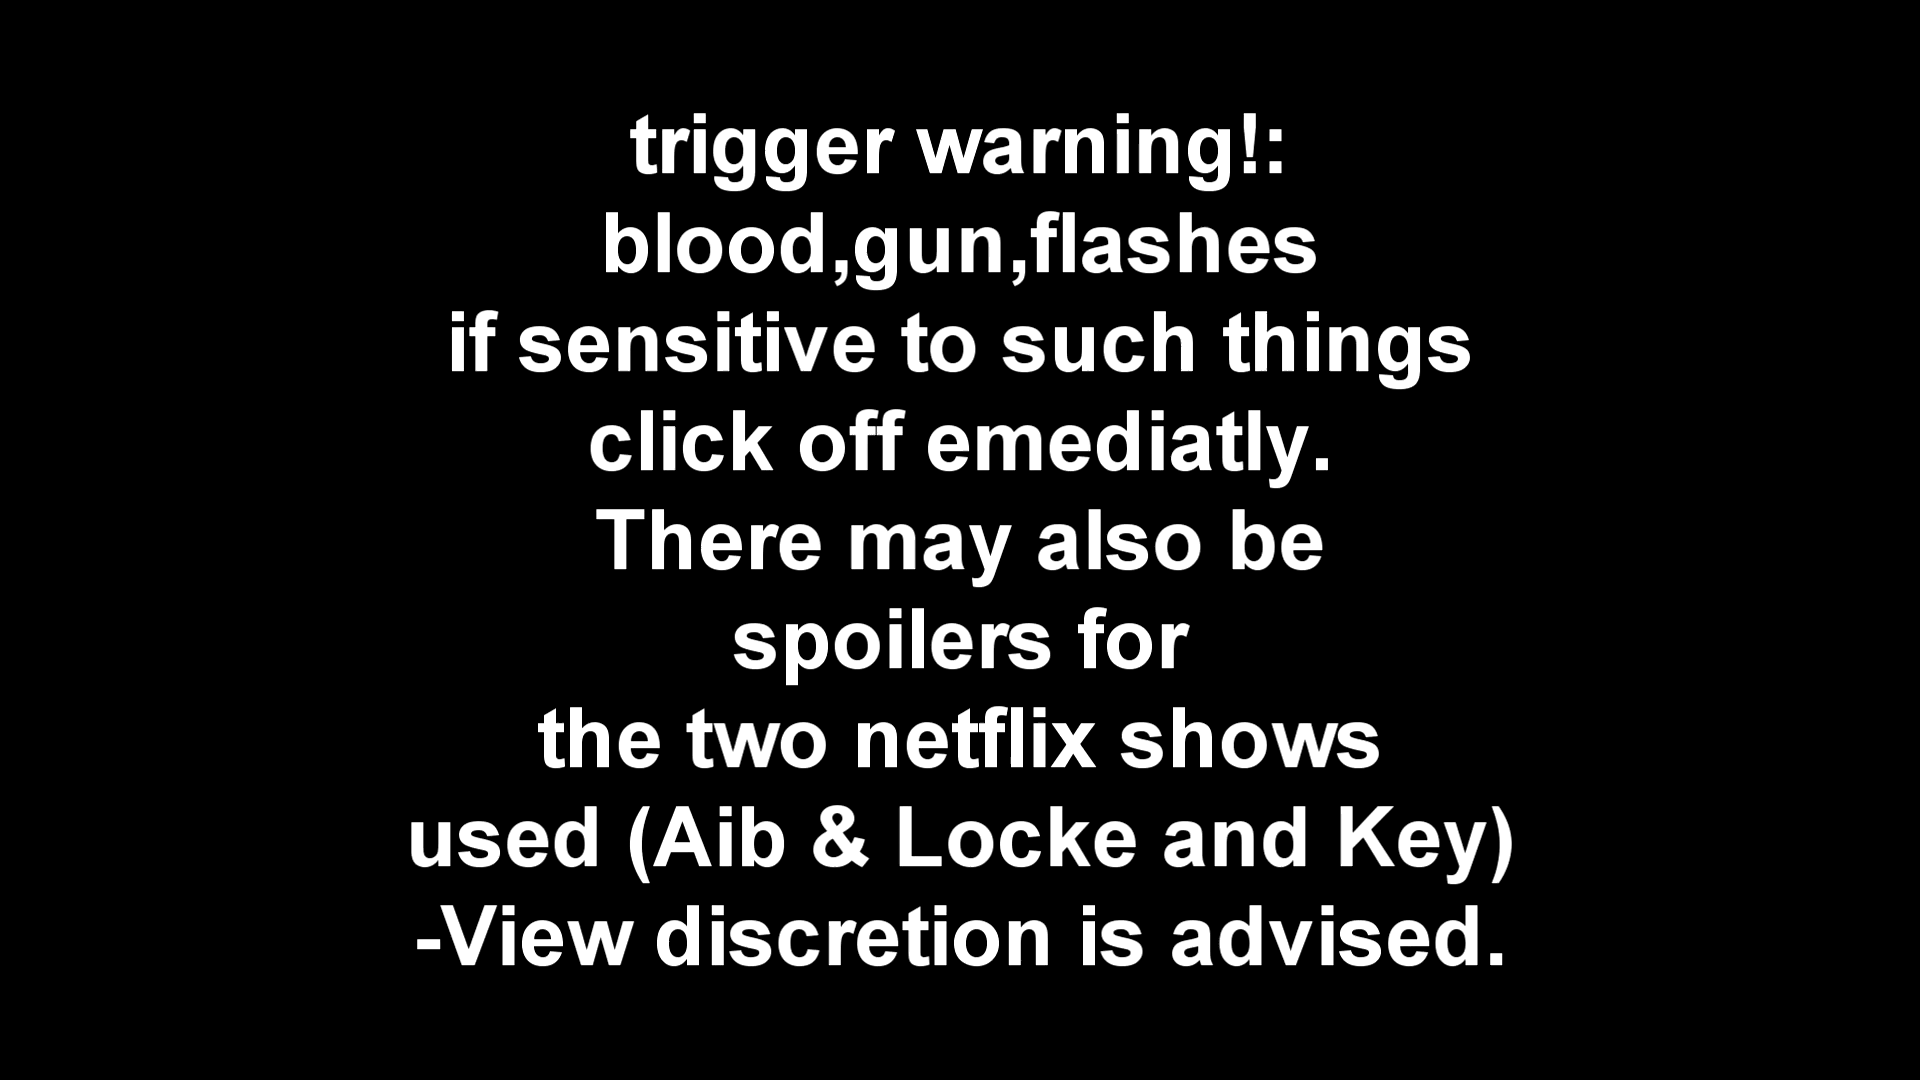 trigger warning!:
blood,gun,flashes
if sensitive to such things
click off emediatly.
There may also be
spoilers for
the two netflix shows
used (Aib & Locke and Key)
-View discretion is advised.